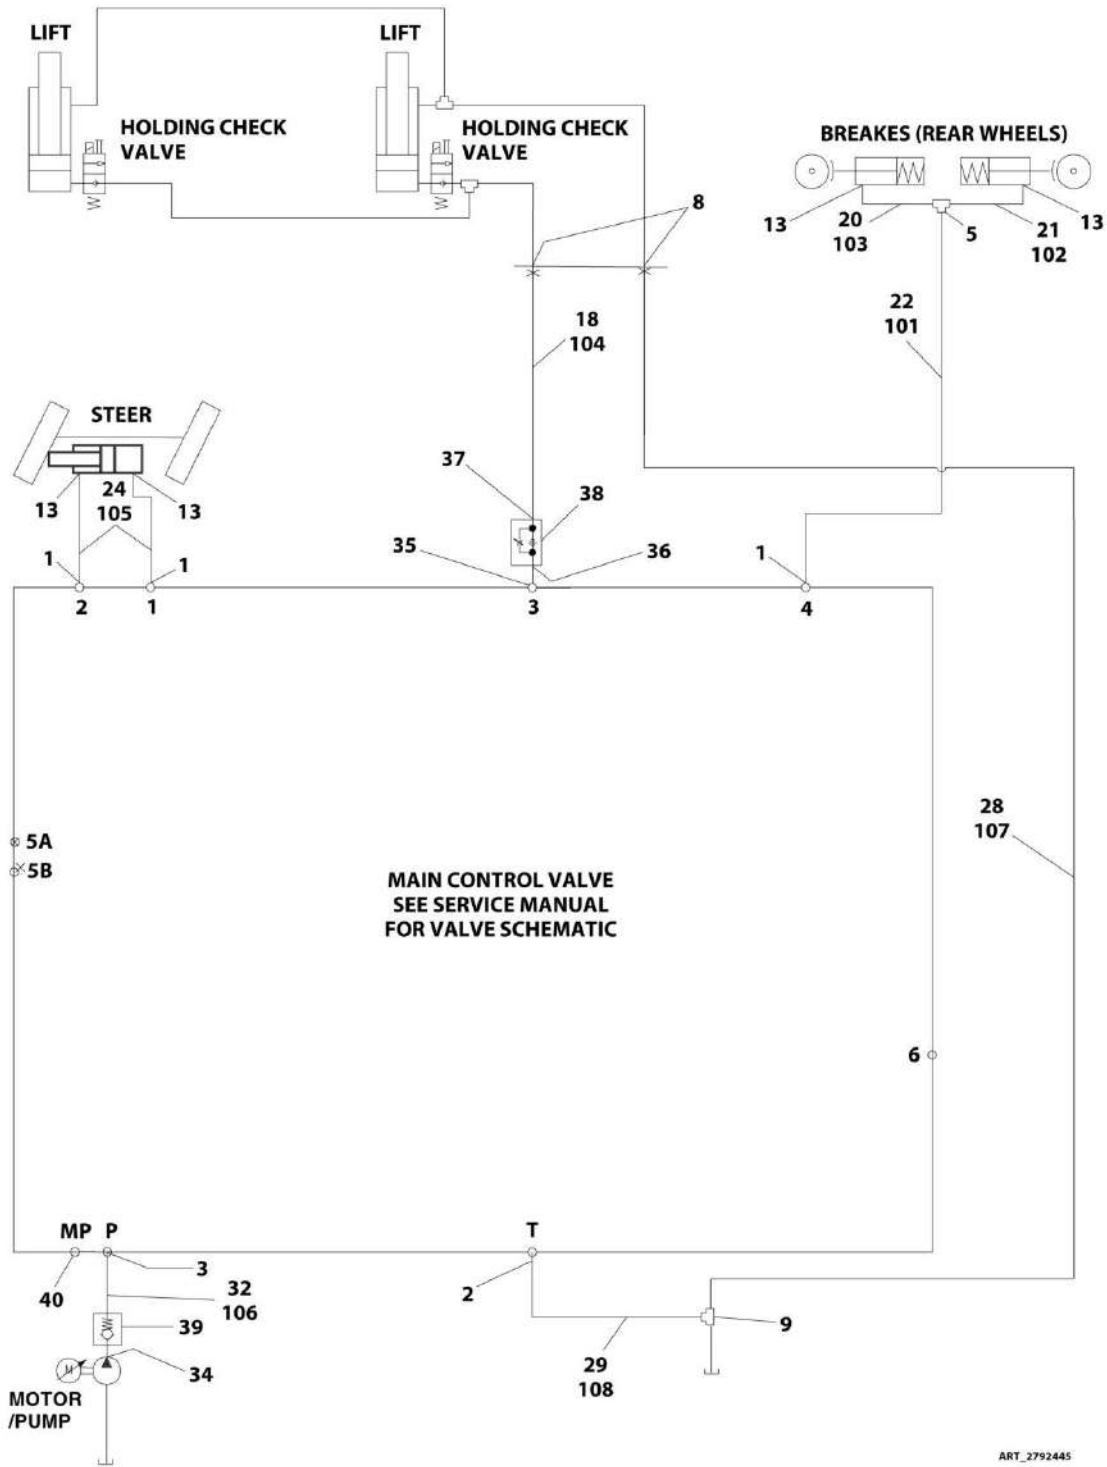 LIFT
LIFT
HOLDING CHECK
VALVE
HOLDING CHECK
VALVE
BREAKES (REAR WHEELS)
8
13
20
103
5
21
102
13
22
101
18
104
STEER
37
38
24
105
13
13
35
36
1
1
1
2
1
3
4
28
107
5A
5B
MAIN CONTROL VALVE
SEE SERVICE MANUAL
FOR VALVE SCHEMATIC
6
MP P
T
3
40
32
106
2
39
9
34
29
108
M
MOTOR
/PUMP
ART_2792445